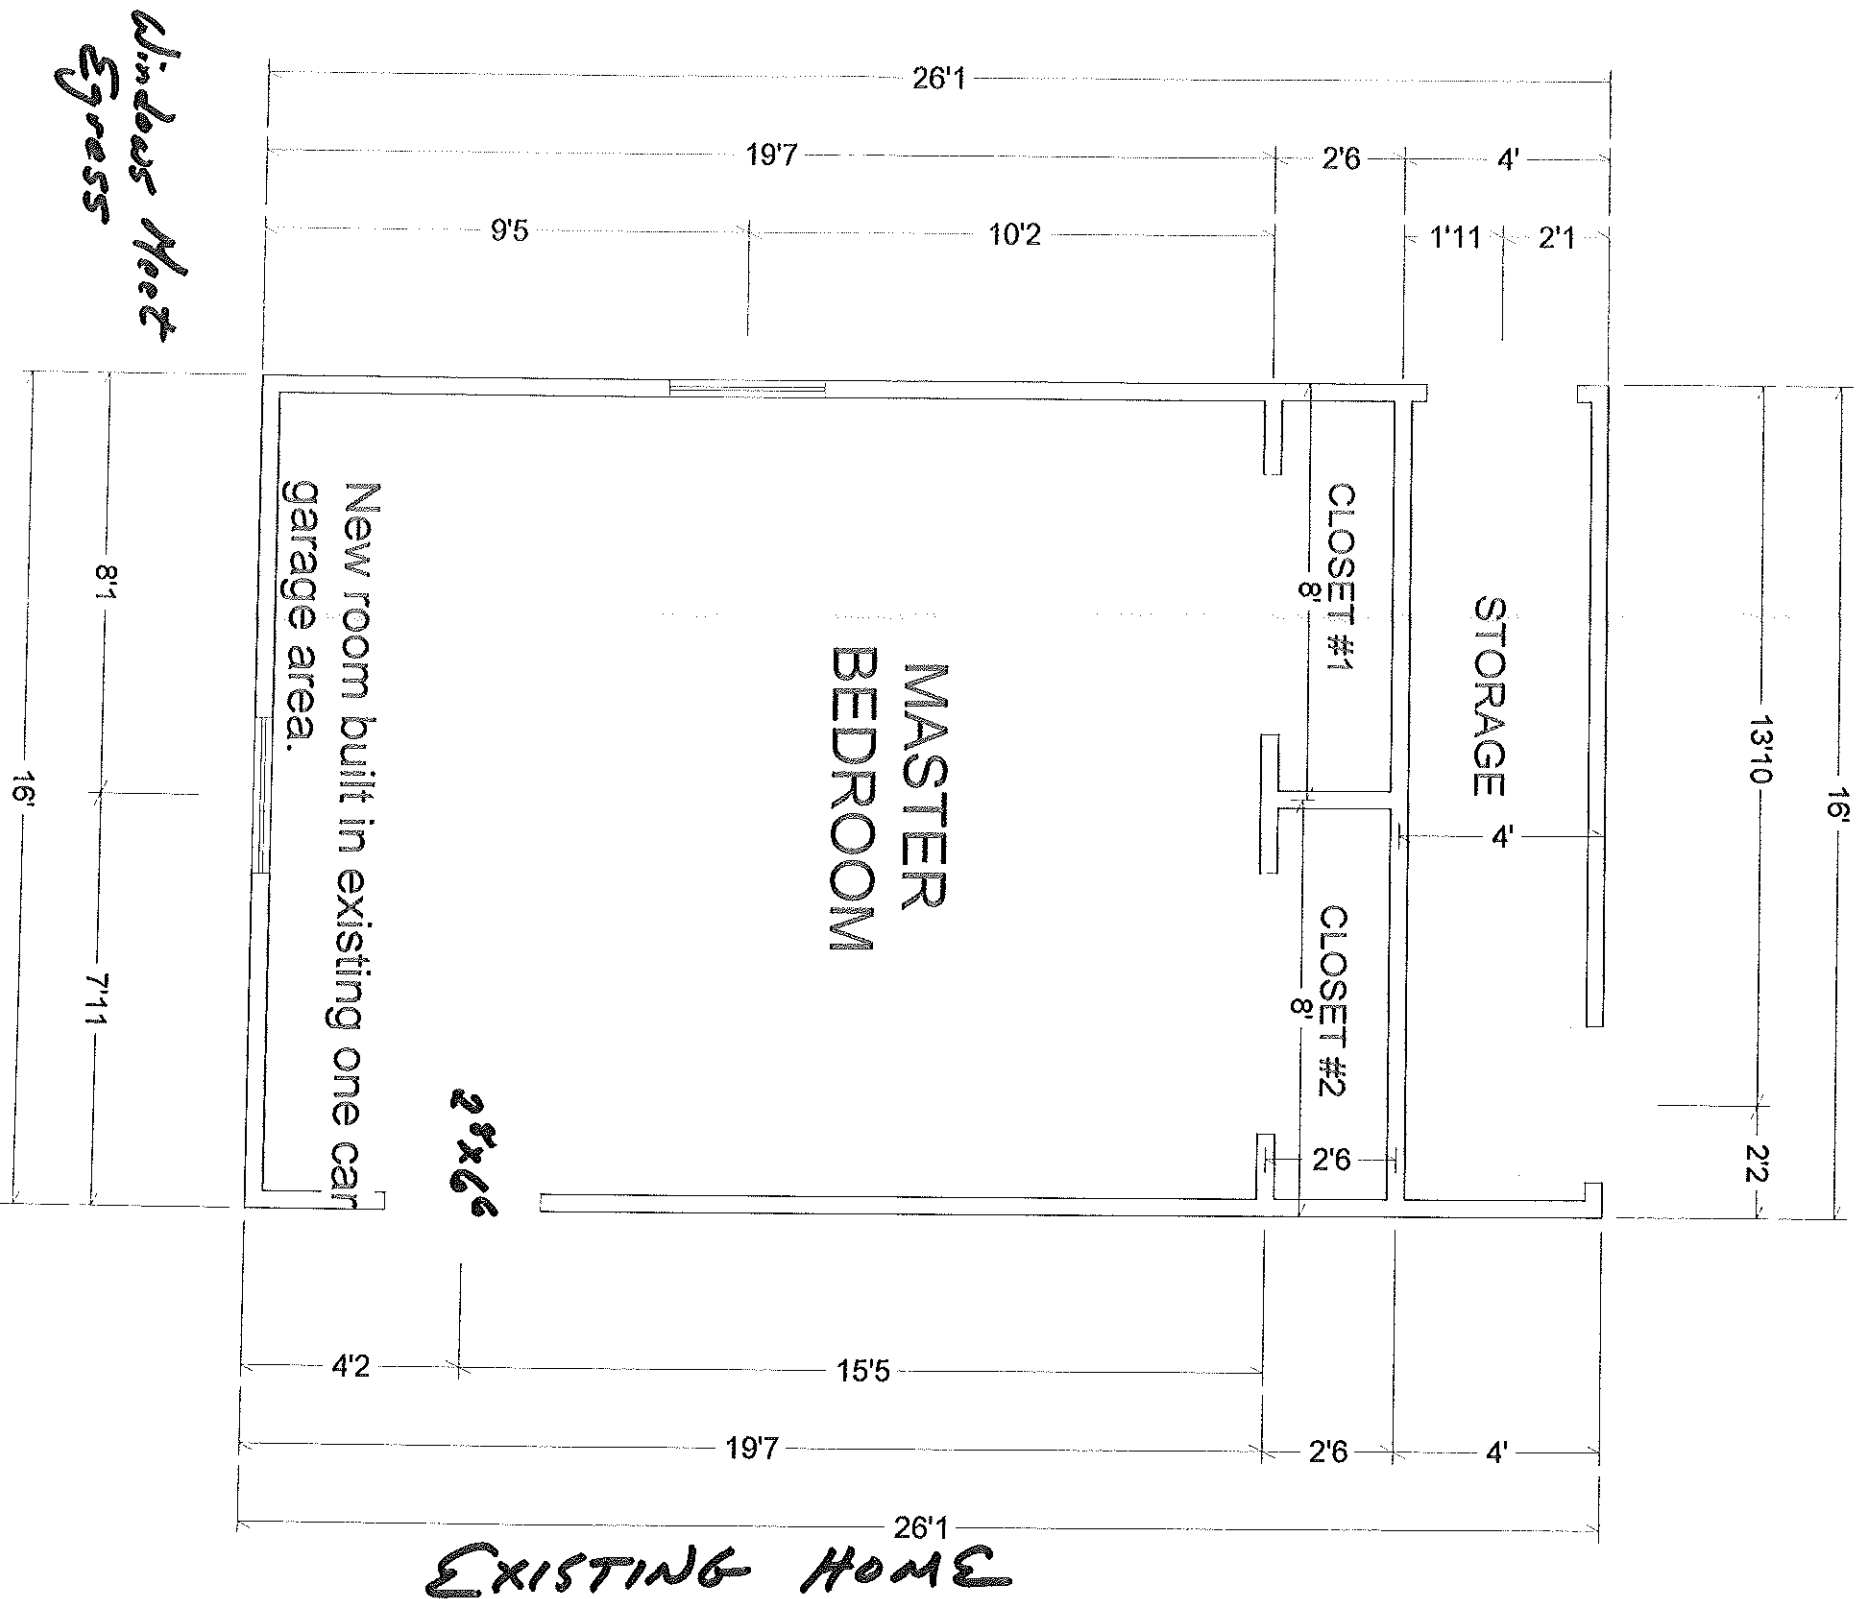 Windows Meet
Egress
26'1
19'7
2'6
4'
9'5
10'2
1'11
2'1
16'
8'1
7'11
New room built in existing one car
garage area.
MASTER
BEDROOM
CLOSET #1
8'
STORAGE
4'
CLOSET #2
8'
2'6
13'10
16'
2'2
2⁸x6⁶
4'2
15'5
19'7
2'6
4'
26'1
EXISTING HOME